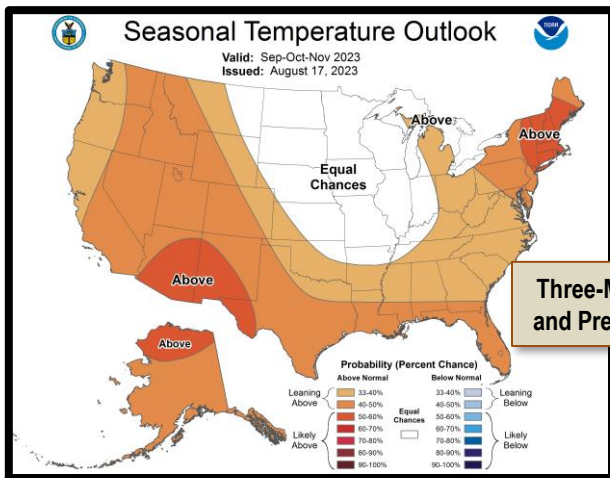 Seasonal Temperature Outlook
NOAA
Valid: Sep-Oct-Nov 2023
Issued: August 17, 2023
Above
Above
Equal
Chances
Above
Three-M
and Pre
Above
Probability (Percent Chance)
Above Normal
Below Normal
Leaning
Above
33-40%
40-50%
Likely
Above
50-60%
60-70%
70-80%
80-90%
90-100%
Equal
Chances
33-40%
40-50%
Leaning
Below
50-60%
60-70%
70-80%
80-90%
90-100%
Likely
Below